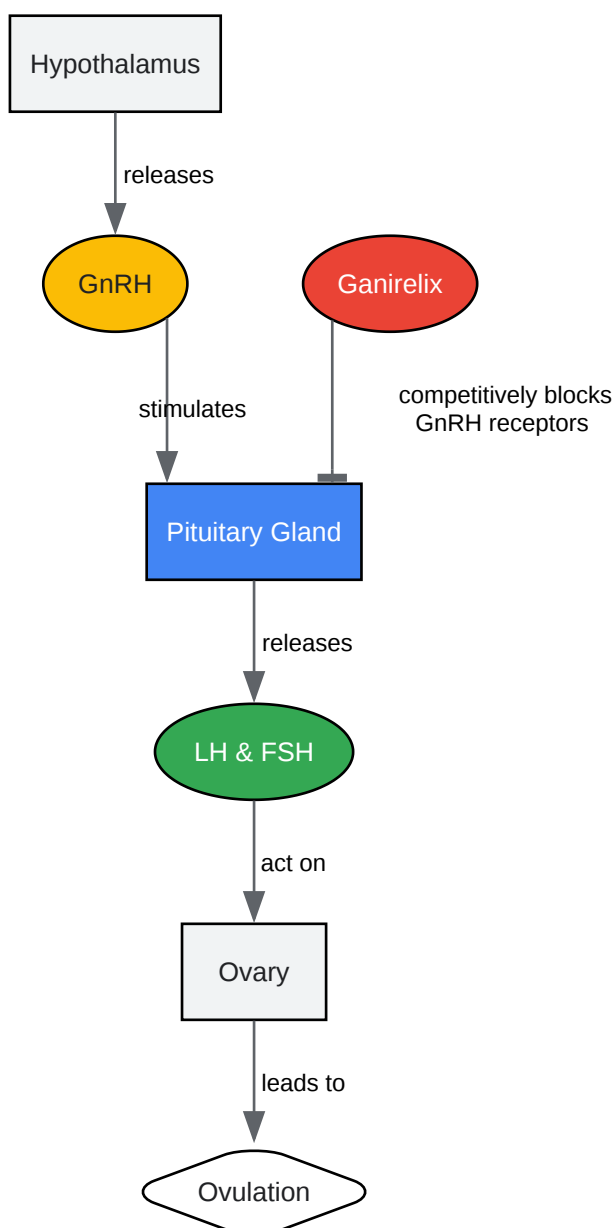 Hypothalamus
releases
GnRH
Ganirelix
stimulates
competitively blocks
GnRH receptors
Pituitary Gland
releases
LH & FSH
act on
Ovary
leads to
Ovulation